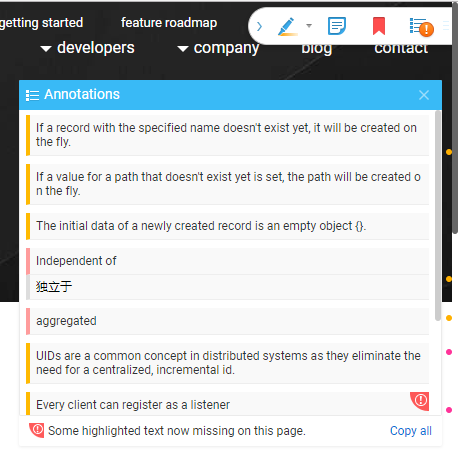 getting started feature roadmap
developers company blog contact
Annotations
If a record with the specified name doesn't exist yet, it will be created on
the fly.
If a value for a path that doesn't exist yet is set, the path will be created o
n the fly.
The initial data of a newly created record is an empty object {}.
Independent of
独立于
aggregated
UIDs are a common concept in distributed systems as they eliminate the
need for a centralized, incremental id.
Every client can register as a listener
Some highlighted text now missing on this page. Copy all